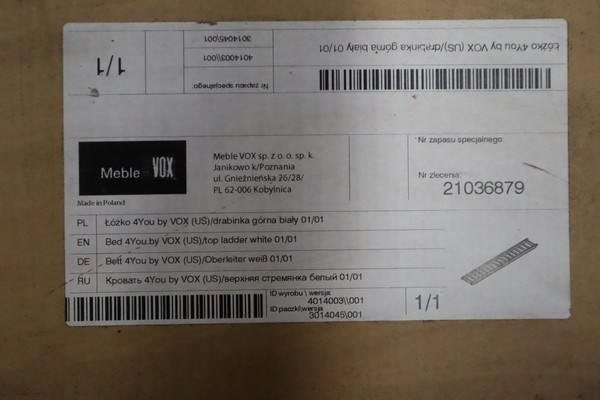 Łóżko 4You by VOX (US)/drabinka górna biały 01/01
Nr zapasu specjalnego:
4014003\\001
3014045\001
1/1
Meble VOX
Made in Poland
Meble VOX sp. z o. o. sp. k.
Janikowo k/Poznania
ul. Gnieźnieńska 26/28/
PL 62-006 Kobylnica
Nr zapasu specjalnego:
Nr zlecenia:
21036879
PL Łóżko 4You by VOX (US)/drabinka górna biały 01/01
EN Bed 4You by VOX (US)/top ladder white 01/01
DE Bett 4You by VOX (US)/Oberleiter weiß 01/01
RU Кровать 4You by VOX (US)/верхняя стремянка белый 01/01
ID wyrobu \ wersja:
4014003\\001
ID paczki\wersja
3014045\001
1/1